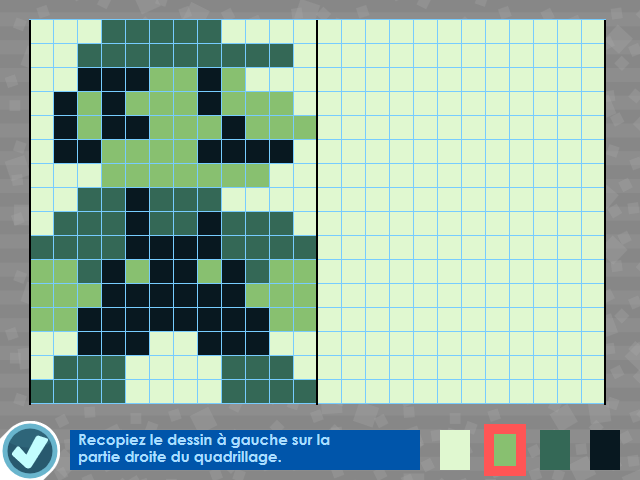 Recopiez le dessin à gauche sur la
partie droite du quadrillage.